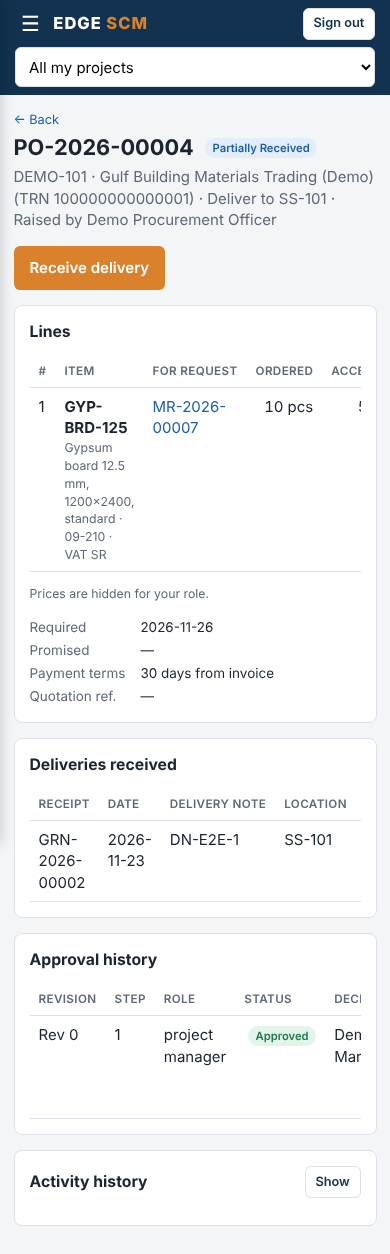 ☰ EDGE SCM Sign out
All my projects
← Back
PO-2026-00004 Partially Received
DEMO-101 · Gulf Building Materials Trading (Demo)
(TRN 100000000000001) · Deliver to SS-101 ·
Raised by Demo Procurement Officer
Receive delivery
Lines
# ITEM FOR REQUEST ORDERED ACCE
1 GYP- MR-2026- 10 pcs
BRD-125 00007
Gypsum
board 12.5
mm,
1200×2400,
standard ·
09-210 ·
VAT SR
Prices are hidden for your role.
Required 2026-11-26
Promised —
Payment terms 30 days from invoice
Quotation ref. —
Deliveries received
RECEIPT DATE DELIVERY NOTE LOCATION
GRN- 2026- DN-E2E-1 SS-101
2026- 11-23
00002
Approval history
REVISION STEP ROLE STATUS DECI
Rev 0 1 project Approved Dem
manager Mar
Activity history Show